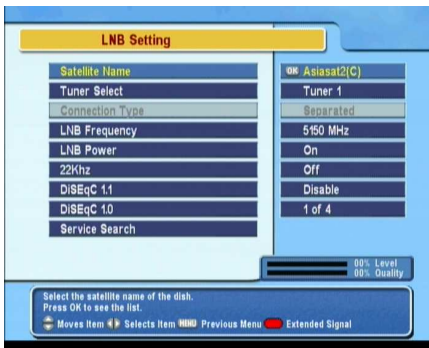 LNB Setting
Satellite Name OK Asiasat2(C)
Tuner Select Tuner 1
Connection Type Separated
LNB Frequency 5150 MHz
LNB Power On
22Khz Off
DiSEqC 1.1 Disable
DiSEqC 1.0 1 of 4
Service Search
00% Level
00% Quality
Select the satellite name of the dish.
Press OK to see the list.
Moves Item Selects Item MENU Previous Menu Extended Signal